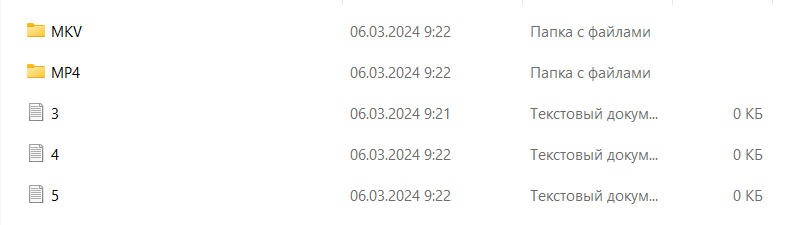 MKV 06.03.2024 9:22 Папка с файлами
MP4 06.03.2024 9:22 Папка с файлами
3 06.03.2024 9:21 Текстовый докум... 0 КБ
4 06.03.2024 9:22 Текстовый докум... 0 КБ
5 06.03.2024 9:22 Текстовый докум... 0 КБ